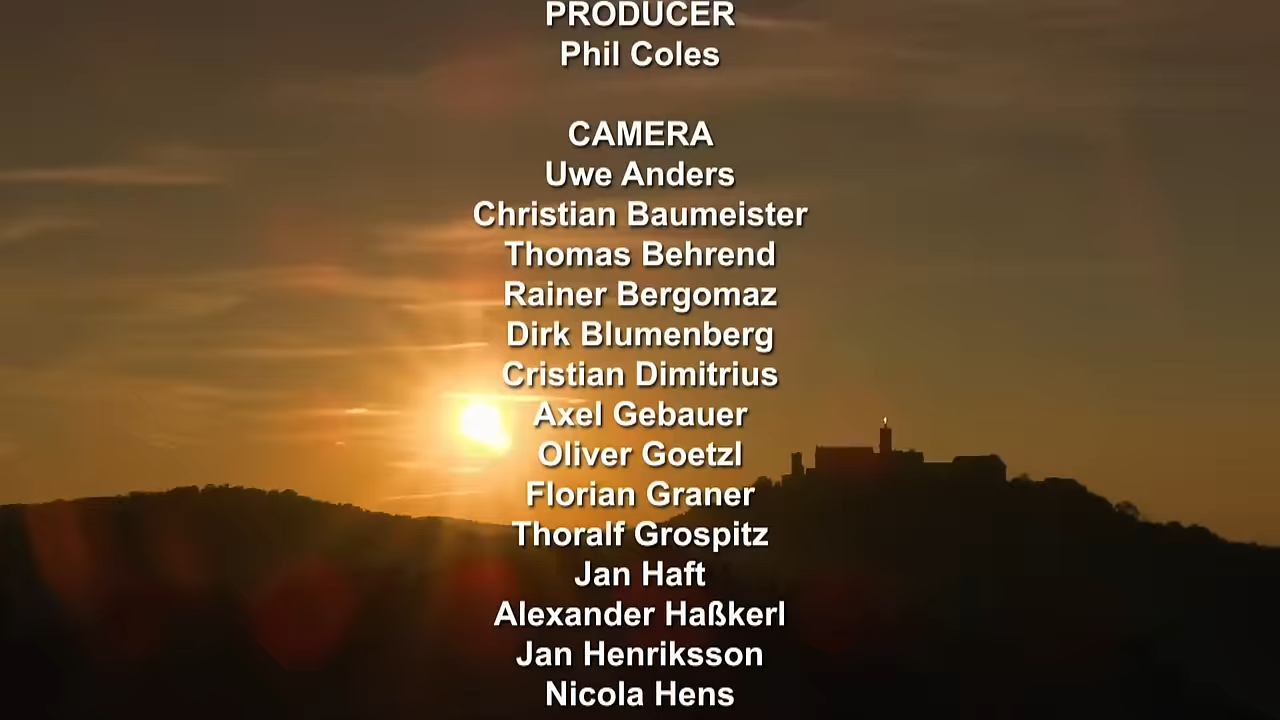 PRODUCER
Phil Coles
CAMERA
Uwe Anders
Christian Baumeister
Thomas Behrend
Rainer Bergomaz
Dirk Blumenberg
Cristian Dimitrius
Axel Gebauer
Oliver Goetzl
Florian Graner
Thoralf Grospitz
Jan Haft
Alexander Haßkerl
Jan Henriksson
Nicola Hens